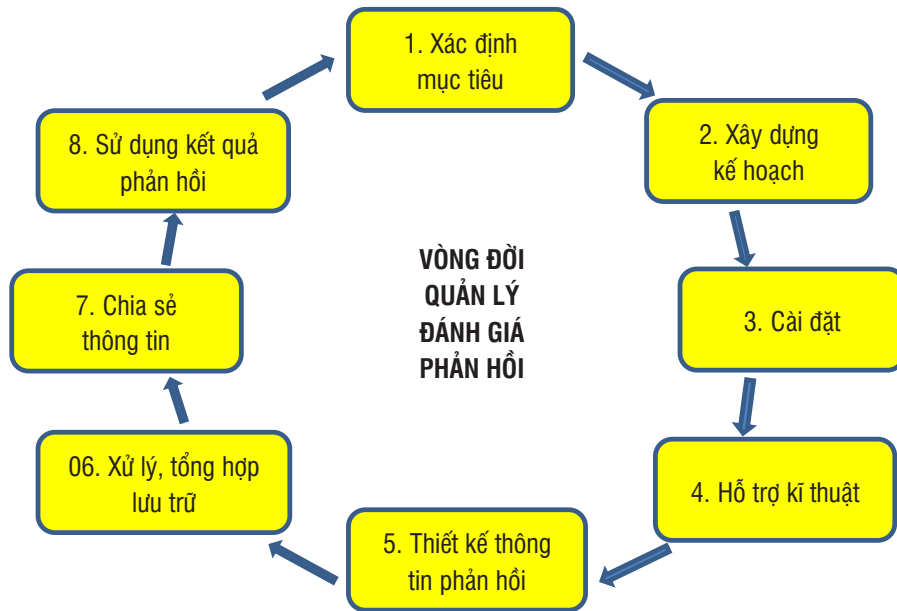 1. Xác định
mục tiêu
2. Xây dựng
kế hoạch
3. Cài đặt
4. Hỗ trợ kĩ thuật
5. Thiết kế thông
tin phản hồi
06. Xử lý, tổng hợp
lưu trữ
7. Chia sẻ
thông tin
8. Sử dụng kết quả
phản hồi
VÒNG ĐỜI
QUẢN LÝ
ĐÁNH GIÁ
PHẢN HỒI